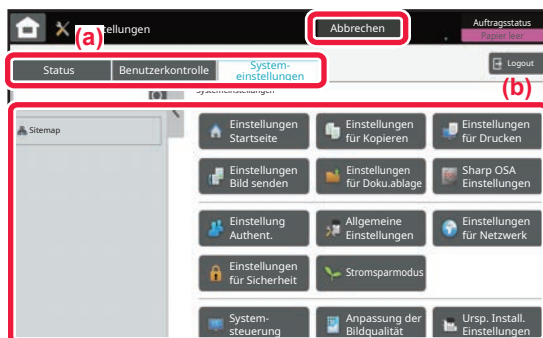 Einstellungen
Abbrechen
Auftragsstatus
Papier leer
(a)
Status
Benutzerkontrolle
System-
einstellungen
Logout
(b)
Systemeinstellungen
Sitemap
Einstellungen
Startseite
Einstellungen
für Kopieren
Einstellungen
für Drucken
Einstellungen
Bild senden
Einstellungen
für Doku.ablage
Sharp OSA
Einstellungen
Einstellung
Authent.
Allgemeine
Einstellungen
Einstellungen
für Netzwerk
Einstellungen
für Sicherheit
Stromsparmodus
System-
steuerung
Anpassung der
Bildqualität
Ursp. Install.
Einstellungen